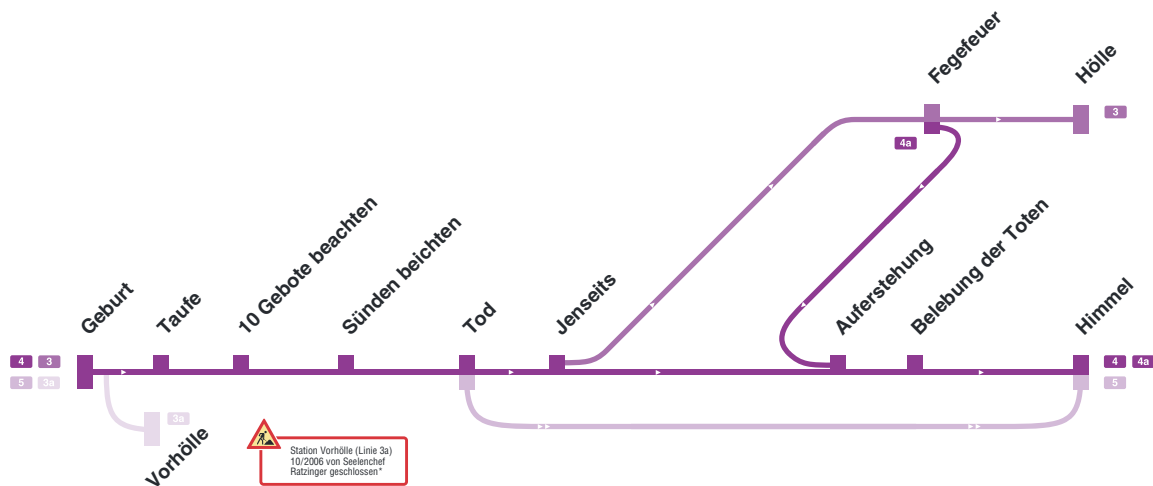 Fegefeuer
Hölle
3
4a
Geburt
Taufe
10 Gebote beachten
Sünden beichten
Tod
Jenseits
Auferstehung
Belebung der Toten
Himmel
4 3
5 3a
4 4a
5
3a
Vorhölle
Station Vorhölle (Linie 3a)
10/2006 von Seelenchef
Ratzinger geschlossen*